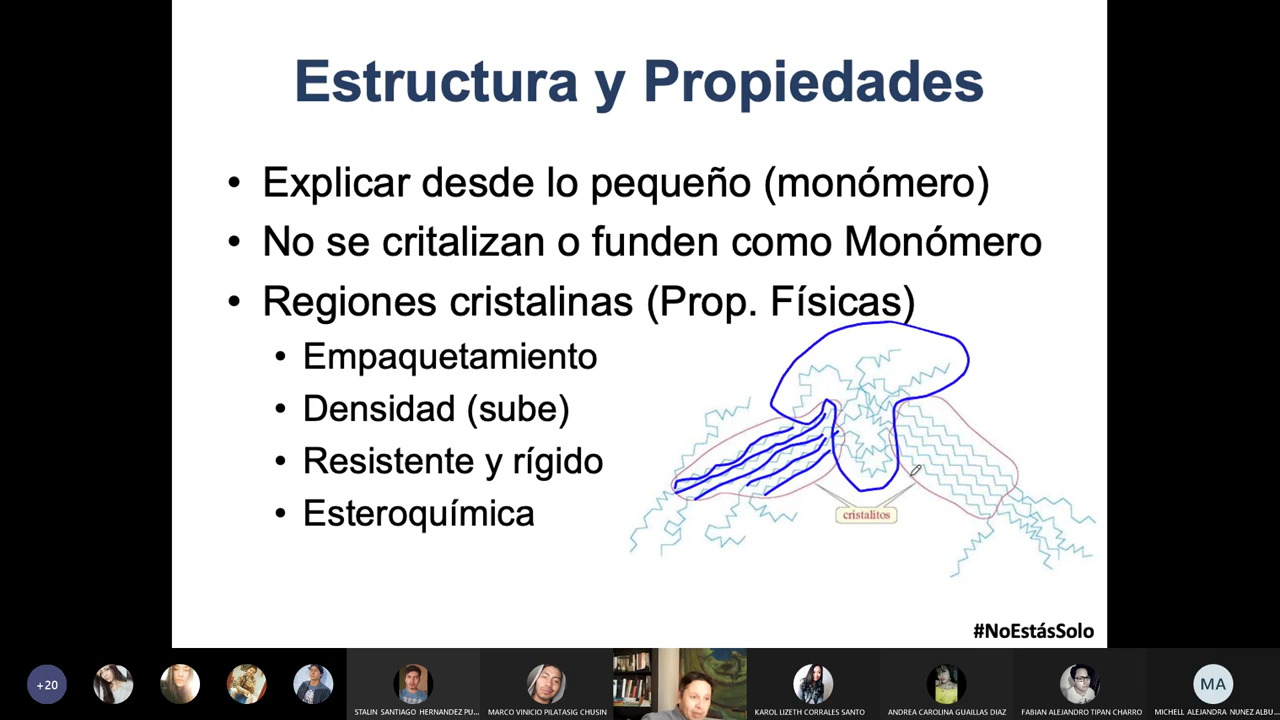 Estructura y Propiedades
• Explicar desde lo pequeño (monómero)
• No se critalizan o funden como Monómero
• Regiones cristalinas (Prop. Físicas)
• Empaquetamiento
• Densidad (sube)
• Resistente y rígido
• Esteroquímica
cristalitos
#NoEstásSolo
+20
STALIN SANTIAGO HERNANDEZ PU...
MARCO VINICIO PILATASIG CHUSIN
KAROL LIZETH CORRALES SANTO
ANDREA CAROLINA GUAILLAS DIAZ
FABIAN ALEJANDRO TIPAN CHARRO
MA
MICHELL ALEJANDRA NUNEZ ALBU...